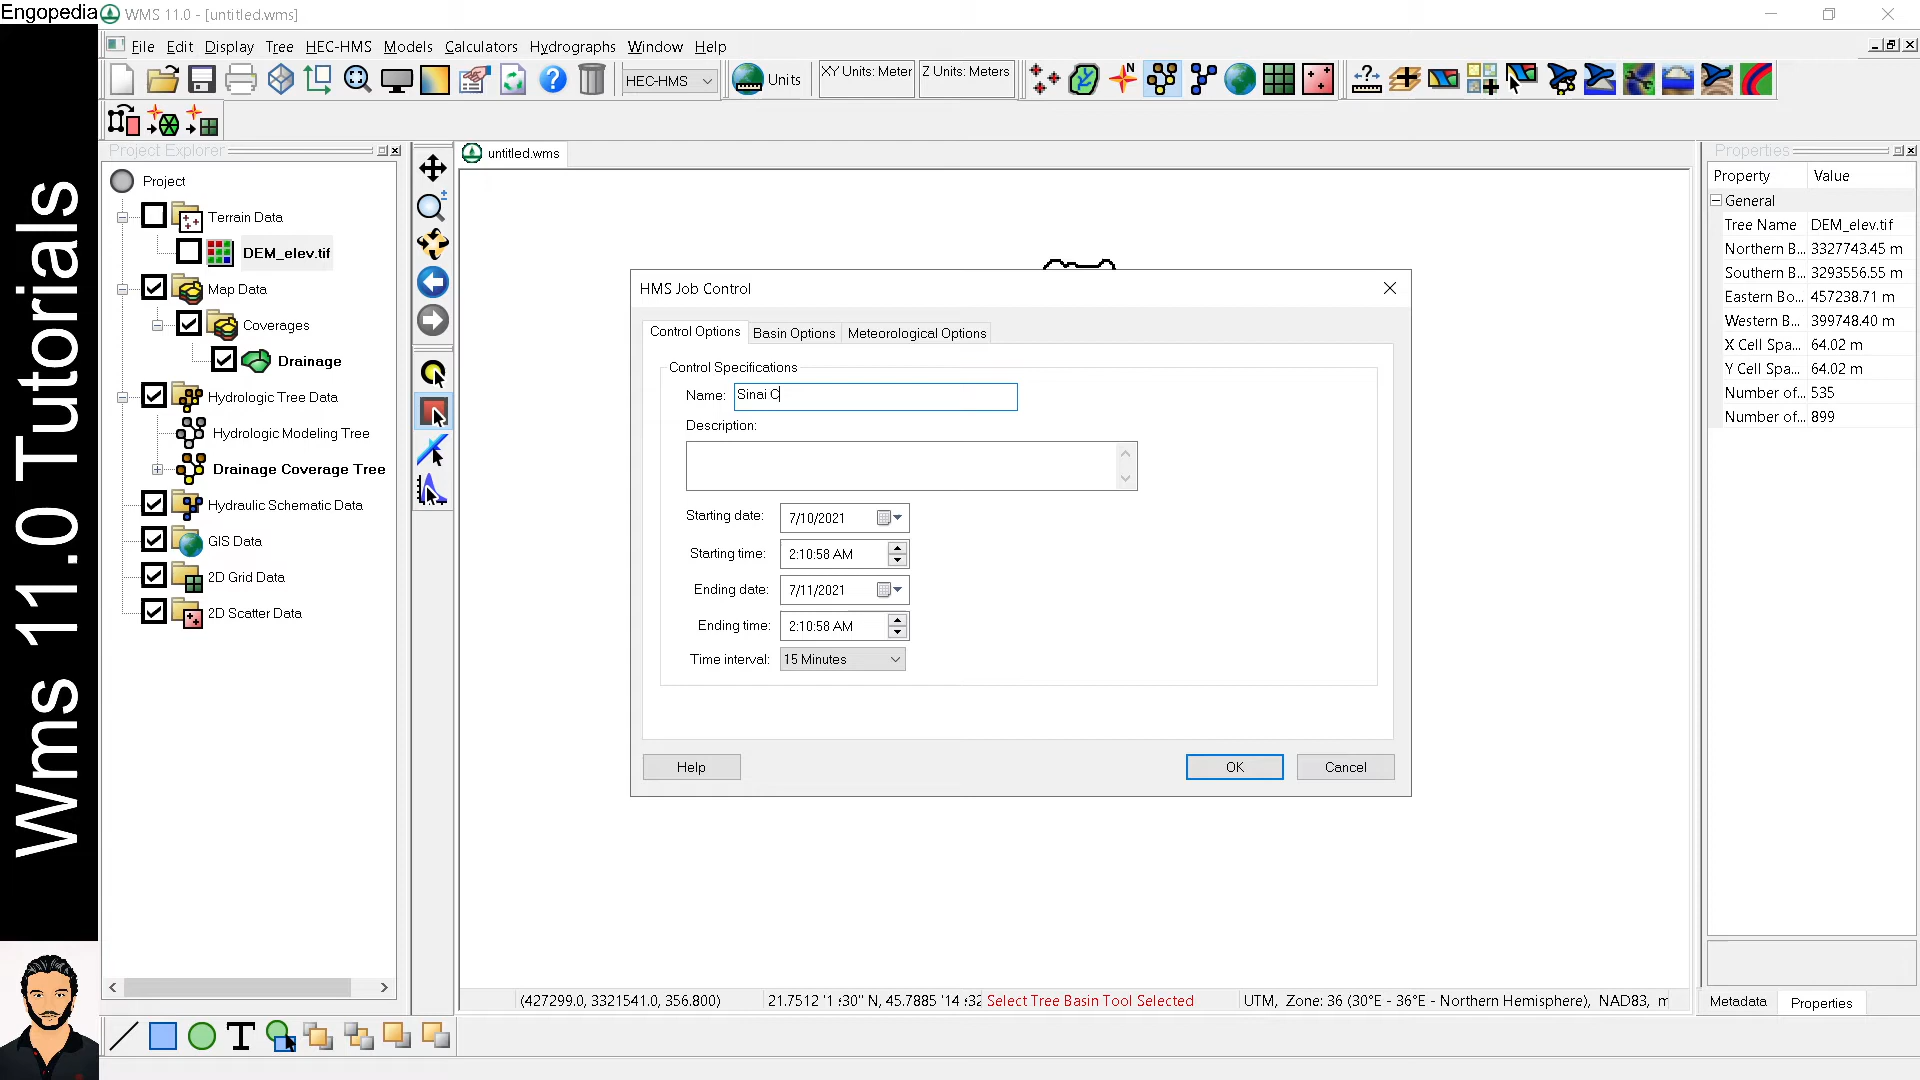 Engopedia
WMS 11.0 - [untitled.wms]
File Edit Display Tree HEC-HMS Models Calculators Hydrographs Window Help
HEC-HMS
Units
XY Units: Meter
Z Units: Meters
Project Explorer
untitled.wms
Properties
Project
Terrain Data
DEM_elev.tif
Map Data
Coverages
Drainage
Hydrologic Tree Data
Hydrologic Modeling Tree
Drainage Coverage Tree
Hydraulic Schematic Data
GIS Data
2D Grid Data
2D Scatter Data
HMS Job Control
Control Options Basin Options Meteorological Options
Control Specifications
Name: Sinai C
Description:
Starting date: 7/10/2021
Starting time: 2:10:58 AM
Ending date: 7/11/2021
Ending time: 2:10:58 AM
Time interval: 15 Minutes
Help OK Cancel
Property Value
General
Tree Name DEM_elev.tif
Northern B... 3327743.45 m
Southern B... 3293556.55 m
Eastern Bo... 457238.71 m
Western B... 399748.40 m
X Cell Spa... 64.02 m
Y Cell Spa... 64.02 m
Number of... 535
Number of... 899
Metadata Properties
(427299.0, 3321541.0, 356.800) Select Tree Basin Tool Selected UTM, Zone: 36 (30°E - 36°E - Northern Hemisphere), NAD83, m
Wms 11.0 Tutorials